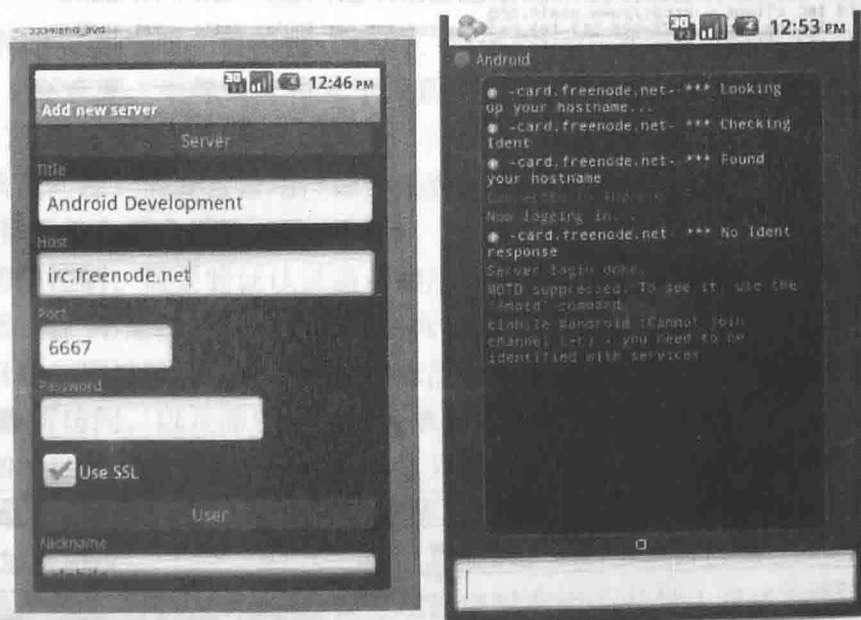 12:46 PM
Add new server
Server
Title
Android Development
Host
irc.freenode.net
Port
6667
Password
Use SSL
User
Nickname
12:53 PM
Android
-card.freenode.net- *** Looking
up your hostname...
-card.freenode.net- *** Checking
Ident
-card.freenode.net- *** Found
your hostname
Now logging in...
-card.freenode.net- *** No Ident
response
Server login done.
MOTD suppressed. To see it, use the
command
#android :Cannot join
channel (+r) - you need to be
identified with services